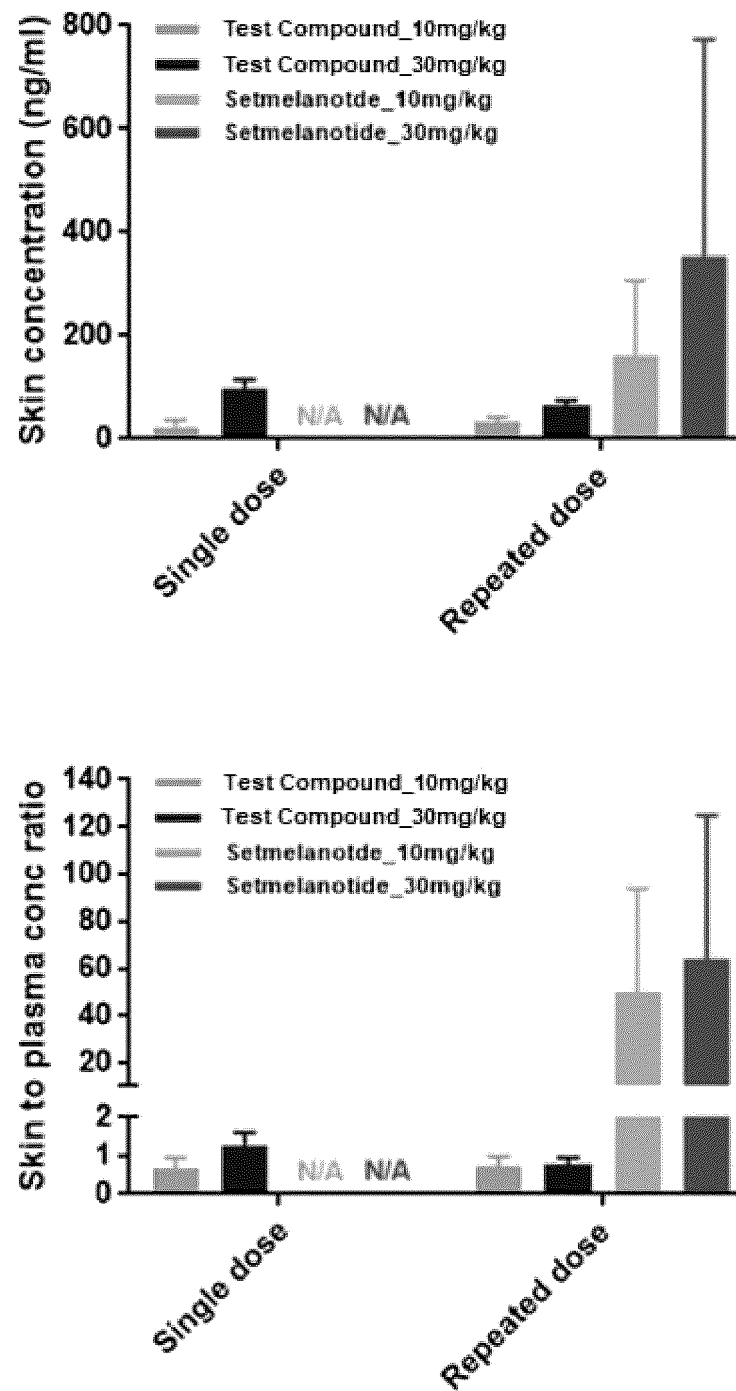 Skin concentration (ng/ml)
800
600
400
200
0
Test Compound_10mg/kg
Test Compound_30mg/kg
Setmelanotde_10mg/kg
Setmelanotide_30mg/kg
N/A N/A
Single dose
Repeated dose
Skin to plasma conc ratio
140
120
100
80
60
40
20
2
1
0
Test Compound_10mg/kg
Test Compound_30mg/kg
Setmelanotde_10mg/kg
Setmelanotide_30mg/kg
N/A N/A
Single dose
Repeated dose